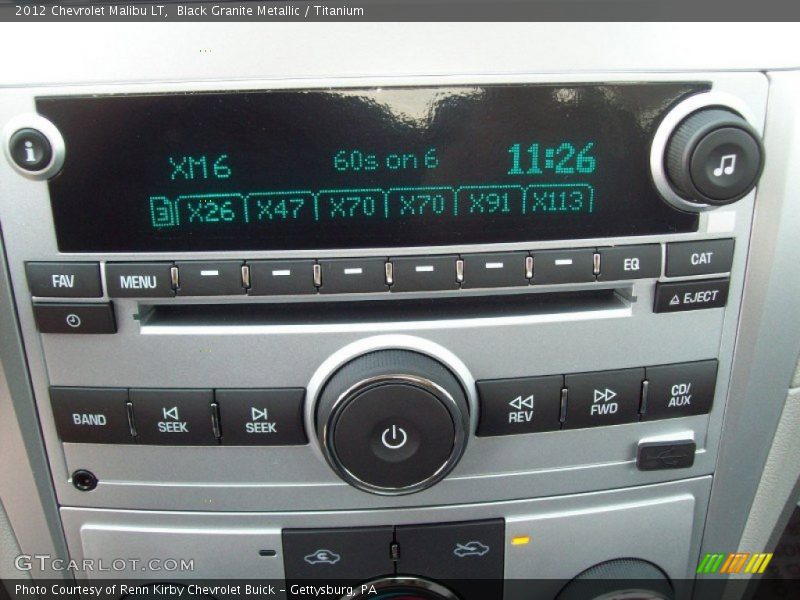 2012 Chevrolet Malibu LT,  Black Granite Metallic / Titanium
XM6 60s on 6 11:26
3 X26 X47 X70 X70 X91 X113
i
FAV MENU EQ CAT
EJECT
BAND SEEK SEEK REV FWD CD/
AUX
GTCARLOT.COM
Photo Courtesy of Renn Kirby Chevrolet Buick - Gettysburg, PA